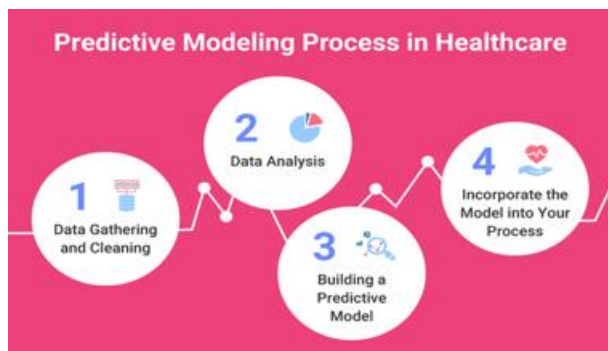 Predictive Modeling Process in Healthcare
1
Data Gathering
and Cleaning
2
Data Analysis
3
Building a
Predictive
Model
4
Incorporate the
Model into Your
Process